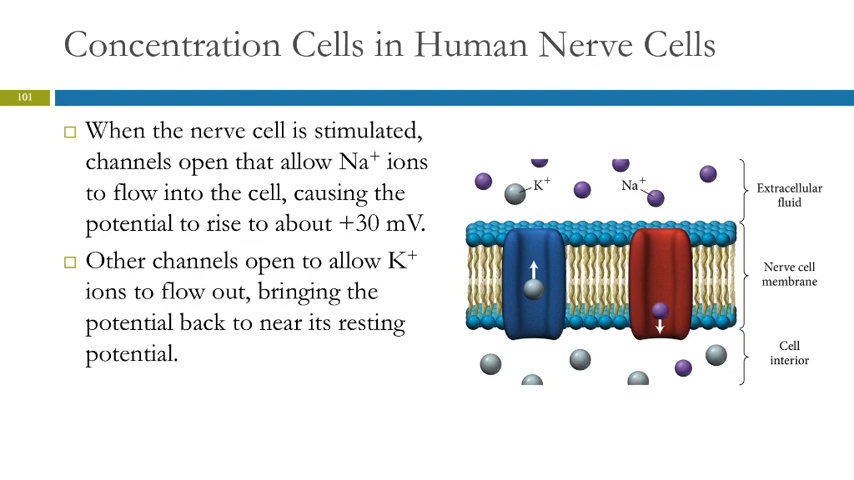 Concentration Cells in Human Nerve Cells
101
When the nerve cell is stimulated,
channels open that allow Na⁺ ions
to flow into the cell, causing the
potential to rise to about +30 mV.
Other channels open to allow K⁺
ions to flow out, bringing the
potential back to near its resting
potential.
K⁺
Na⁺
Extracellular
fluid
Nerve cell
membrane
Cell
interior